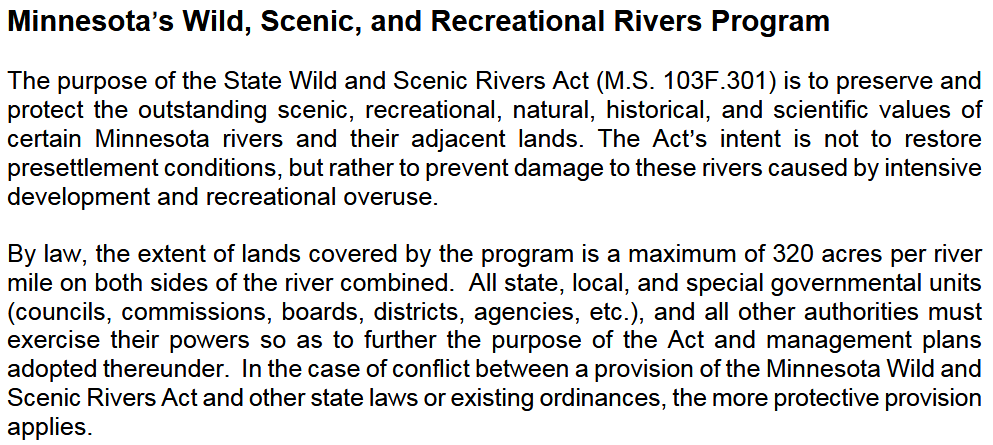 Minnesota's Wild, Scenic, and Recreational Rivers Program
The purpose of the State Wild and Scenic Rivers Act (M.S. 103F.301) is to preserve and
protect the outstanding scenic, recreational, natural, historical, and scientific values of
certain Minnesota rivers and their adjacent lands. The Act's intent is not to restore
presettlement conditions, but rather to prevent damage to these rivers caused by intensive
development and recreational overuse.
By law, the extent of lands covered by the program is a maximum of 320 acres per river
mile on both sides of the river combined.  All state, local, and special governmental units
(councils, commissions, boards, districts, agencies, etc.), and all other authorities must
exercise their powers so as to further the purpose of the Act and management plans
adopted thereunder.  In the case of conflict between a provision of the Minnesota Wild and
Scenic Rivers Act and other state laws or existing ordinances, the more protective provision
applies.